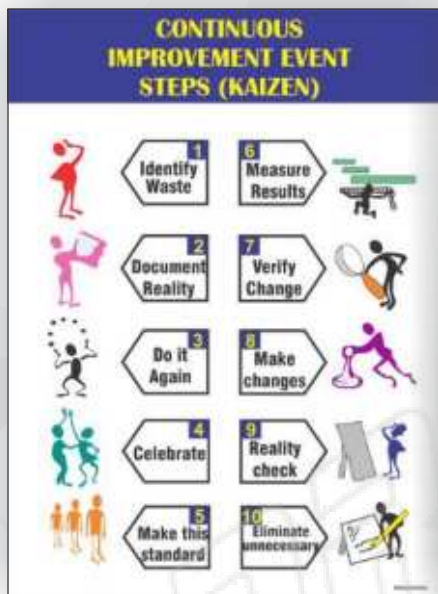 CONTINUOUS
IMPROVEMENT EVENT
STEPS (KAIZEN)
1
Identify
Waste
2
Document
Reality
3
Do it
Again
4
Celebrate
5
Make this
standard
6
Measure
Results
7
Verify
Change
8
Make
changes
9
Reality
check
10
Eliminate
unnecessary